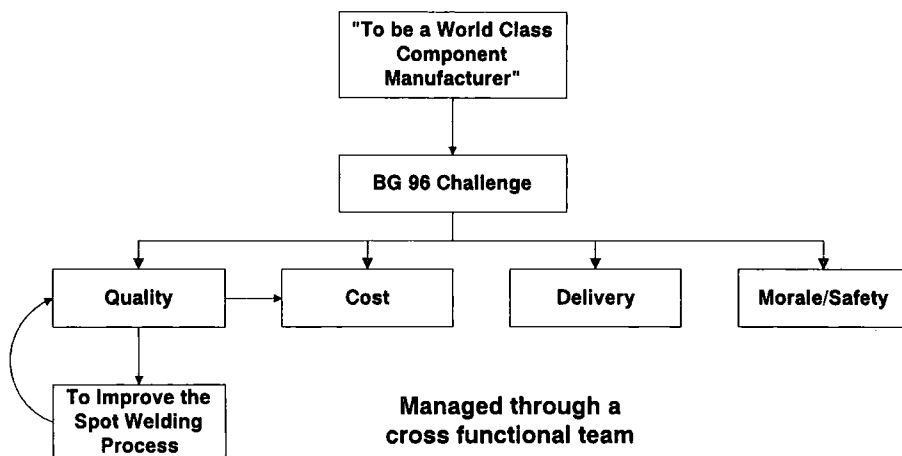 "To be a World Class
Component
Manufacturer"
BG 96 Challenge
Quality
Cost
Delivery
Morale/Safety
To Improve the
Spot Welding
Process
Managed through a
cross functional team